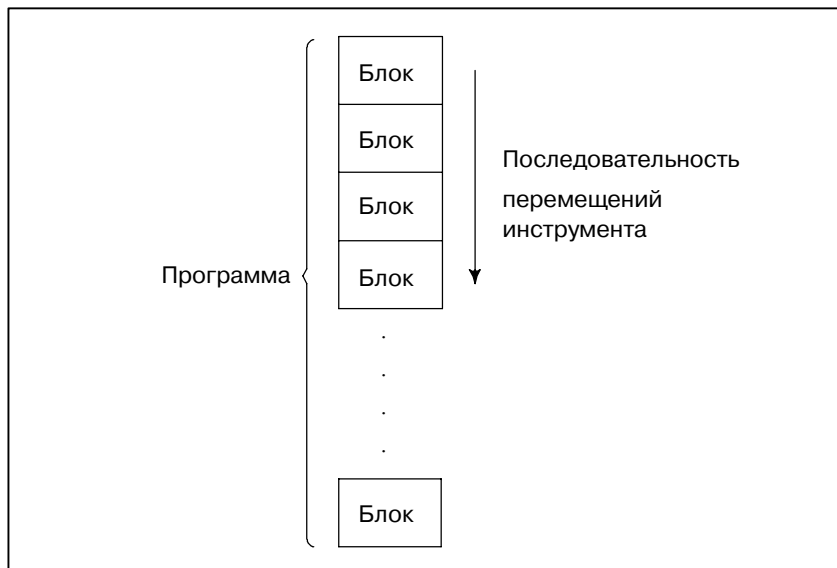 Блок
Блок
Блок
Блок
Последовательность
перемещений
инструмента
Программа
.
.
.
.
Блок